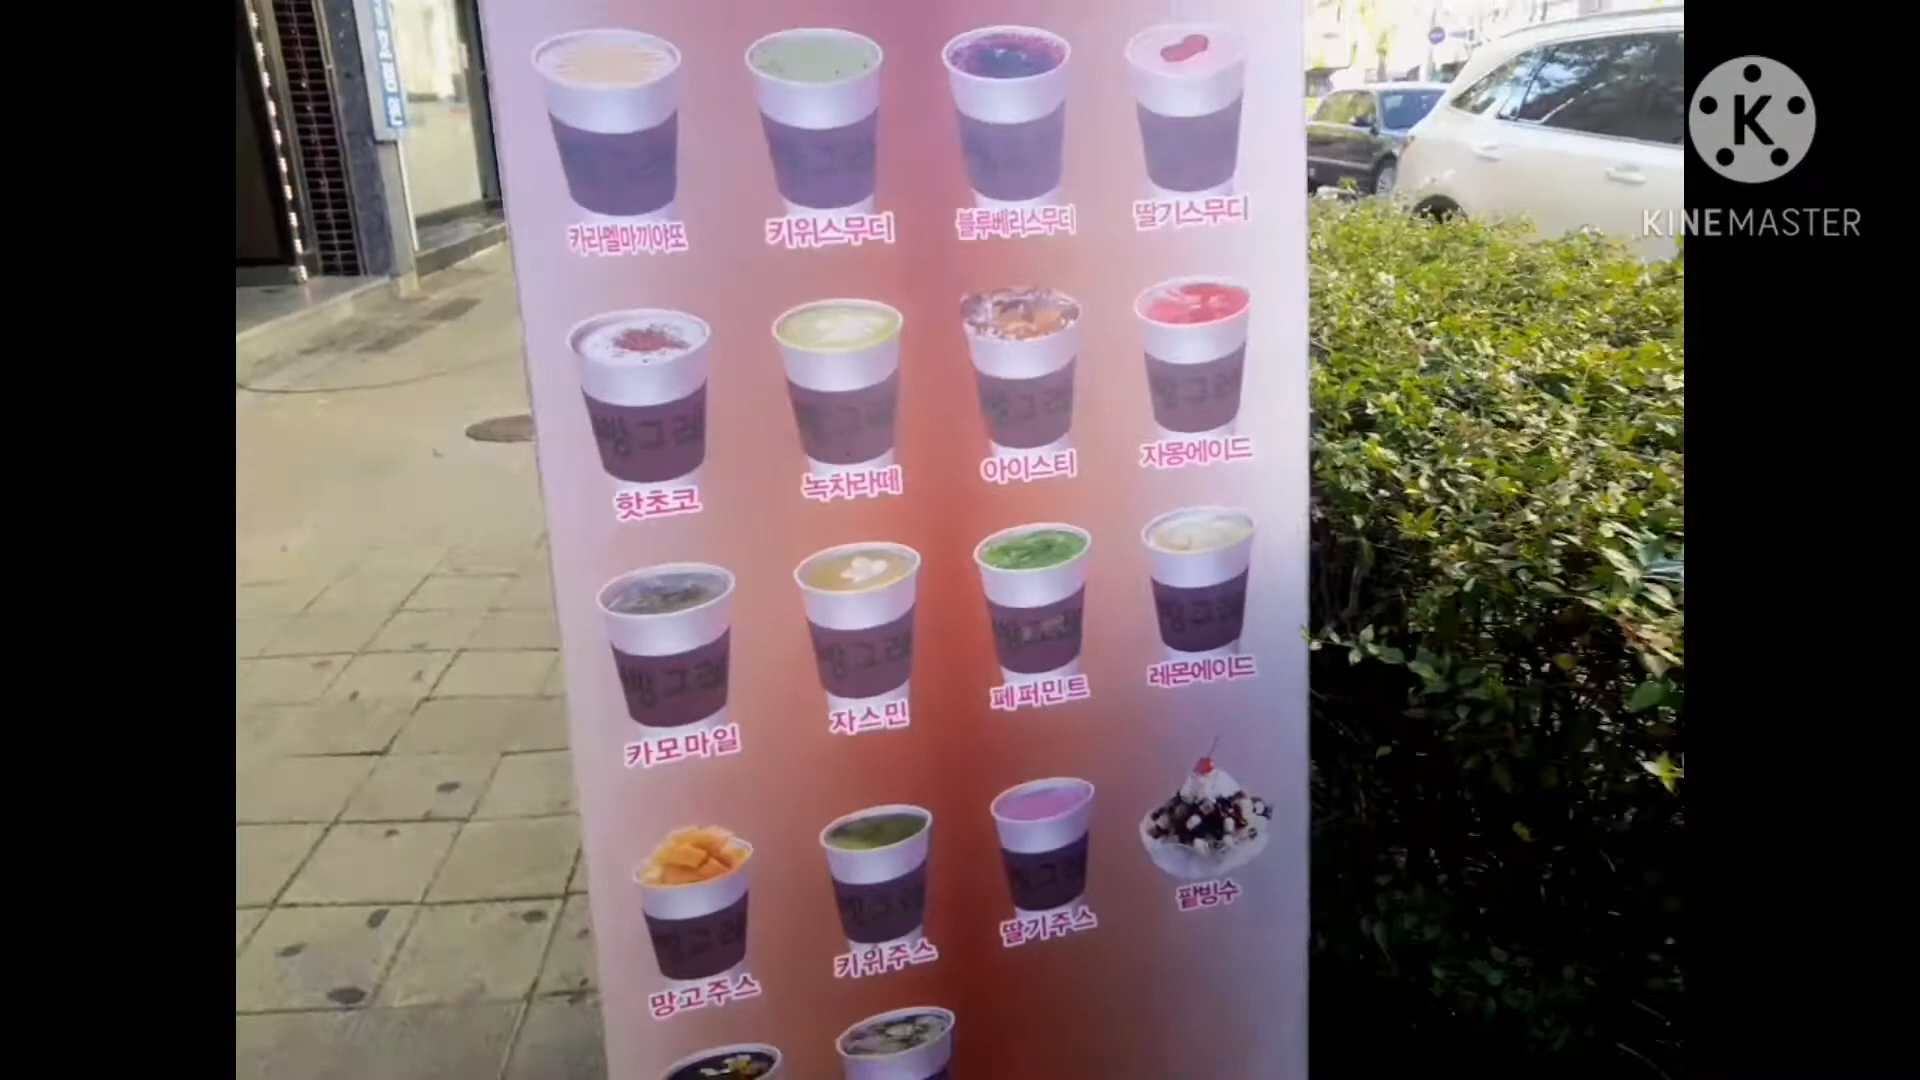 카라멜마끼야또 키위스무디 블루베리스무디 딸기스무디
핫초코 녹차라떼 아이스티 자몽에이드
카모마일 자스민 페퍼민트 레몬에이드
망고주스 키위주스 딸기주스 팥빙수
K
KINEMASTER